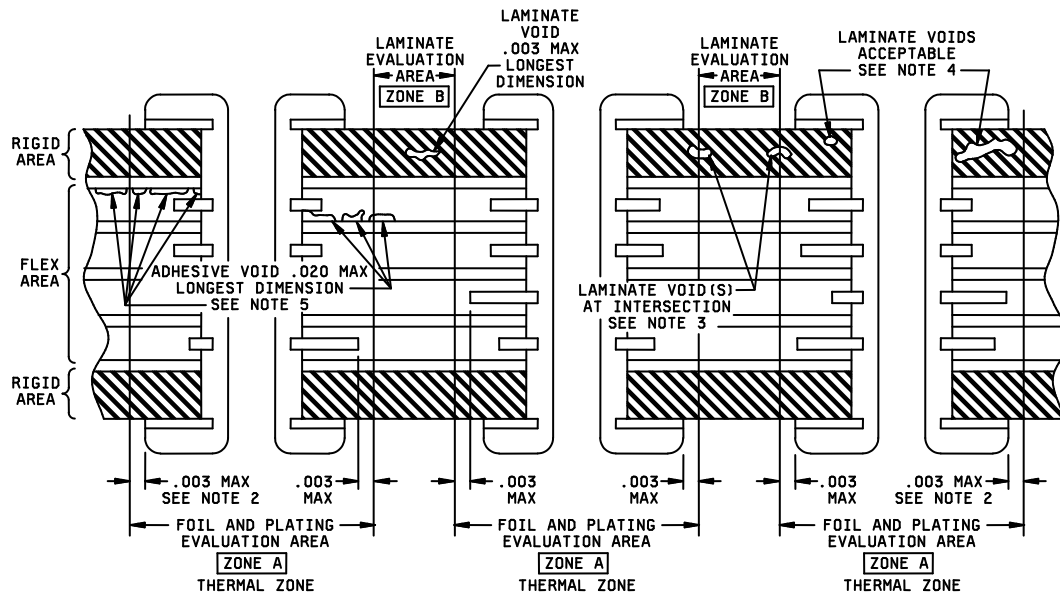 LAMINATE
VOID
.003 MAX
LONGEST
DIMENSION
LAMINATE
EVALUATION
AREA
ZONE B
LAMINATE
EVALUATION
AREA
ZONE B
LAMINATE VOIDS
ACCEPTABLE
SEE NOTE 4
RIGID
AREA
FLEX
AREA
RIGID
AREA
ADHESIVE VOID .020 MAX
LONGEST DIMENSION
SEE NOTE 5
LAMINATE VOID(S)
AT INTERSECTION
SEE NOTE 3
.003 MAX
SEE NOTE 2
.003
MAX
.003
MAX
.003
MAX
.003
MAX
.003 MAX
SEE NOTE 2
FOIL AND PLATING
EVALUATION AREA
ZONE A
THERMAL ZONE
FOIL AND PLATING
EVALUATION AREA
ZONE A
THERMAL ZONE
FOIL AND PLATING
EVALUATION AREA
ZONE A
THERMAL ZONE